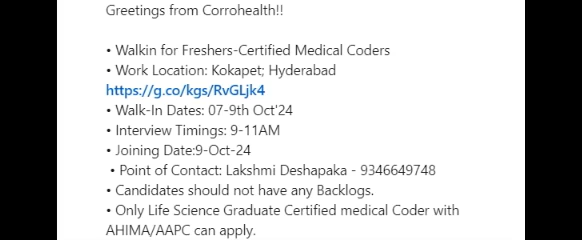 Greetings from Corrohealth!!
• Walkin for Freshers-Certified Medical Coders
• Work Location: Kokapet; Hyderabad
https://g.co/kgs/RvGLjk4
• Walk-In Dates: 07-9th Oct'24
• Interview Timings: 9-11AM
• Joining Date:9-Oct-24
• Point of Contact: Lakshmi Deshapaka - 9346649748
• Candidates should not have any Backlogs.
• Only Life Science Graduate Certified medical Coder with
AHIMA/AAPC can apply.